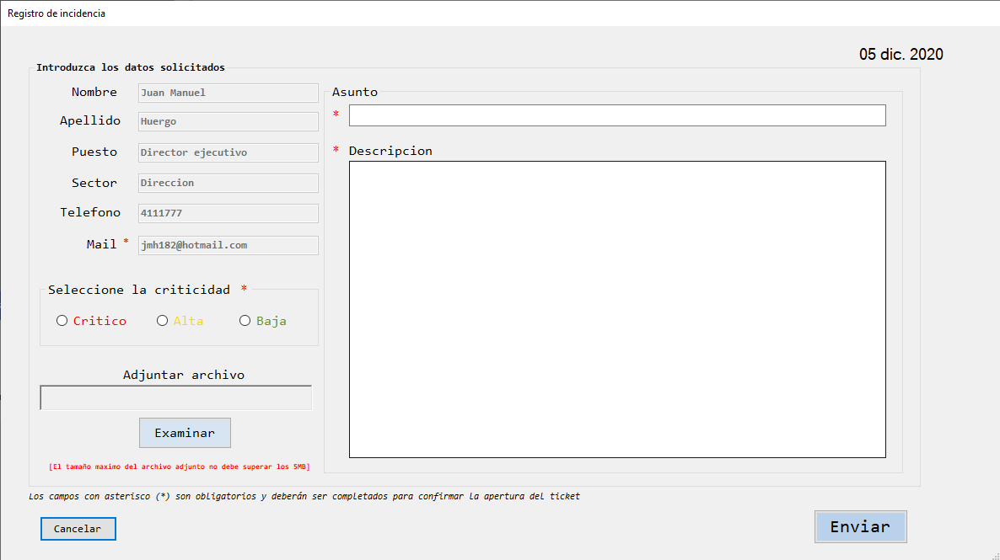 Registro de incidencia
05 dic. 2020
Introduzca los datos solicitados
Nombre Juan Manuel
Apellido Huergo
Puesto Director ejecutivo
Sector Direccion
Telefono 4111777
Mail * jmh182@hotmail.com
Seleccione la criticidad *
Critico Alta Baja
Adjuntar archivo
Examinar
[El tamaño maximo del archivo adjunto no debe superar los 5MB]
Asunto
*
* Descripcion
Los campos con asterisco (*) son obligatorios y deberán ser completados para confirmar la apertura del ticket
Cancelar
Enviar